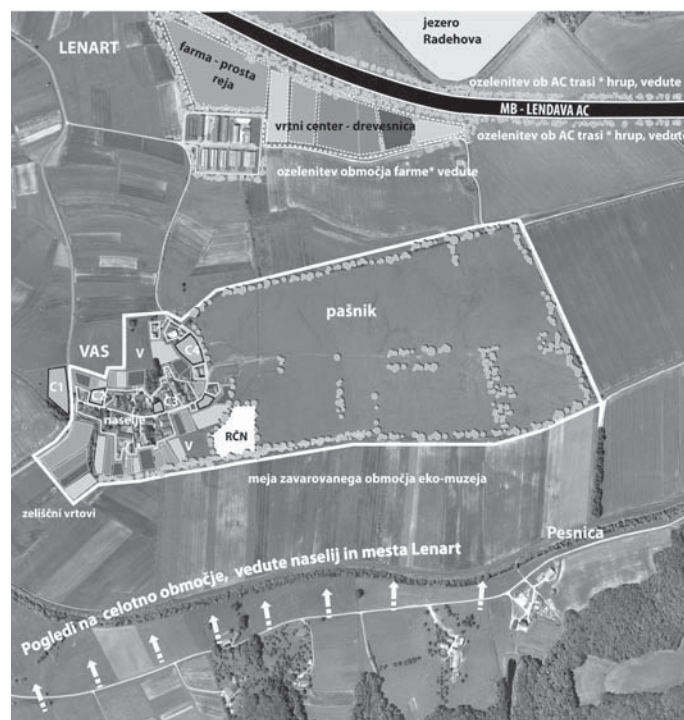 jezero
Radehova
LENART
farma - prosta
reja
ozelenitev ob AC trasi * hrup, vedute
MB - LENDAVA AC
vrtni center - drevesnica
ozelenitev ob AC trasi * hrup, vedute
ozelenitev območja farme* vedute
pašnik
VAS
V
C4
C1
C2
C3
naselje
V
RČN
meja zavarovanega območja eko-muzeja
zeliščni vrtovi
Pesnica
Pogledi na celotno območje, vedute naselij in mesta Lenart